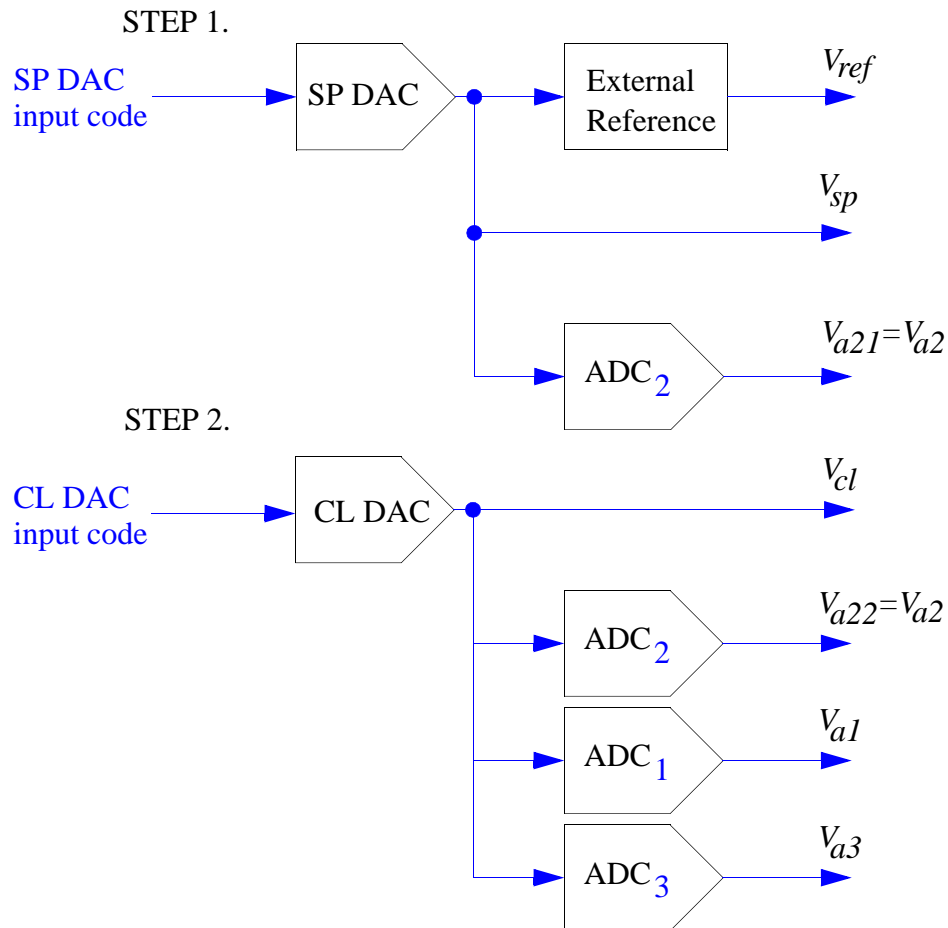 STEP 1.
SP DAC
input code
SP DAC
External
Reference
Vref
Vsp
ADC2
Va21=Va2
STEP 2.
CL DAC
input code
CL DAC
Vcl
ADC2
Va22=Va2
ADC1
Va1
ADC3
Va3